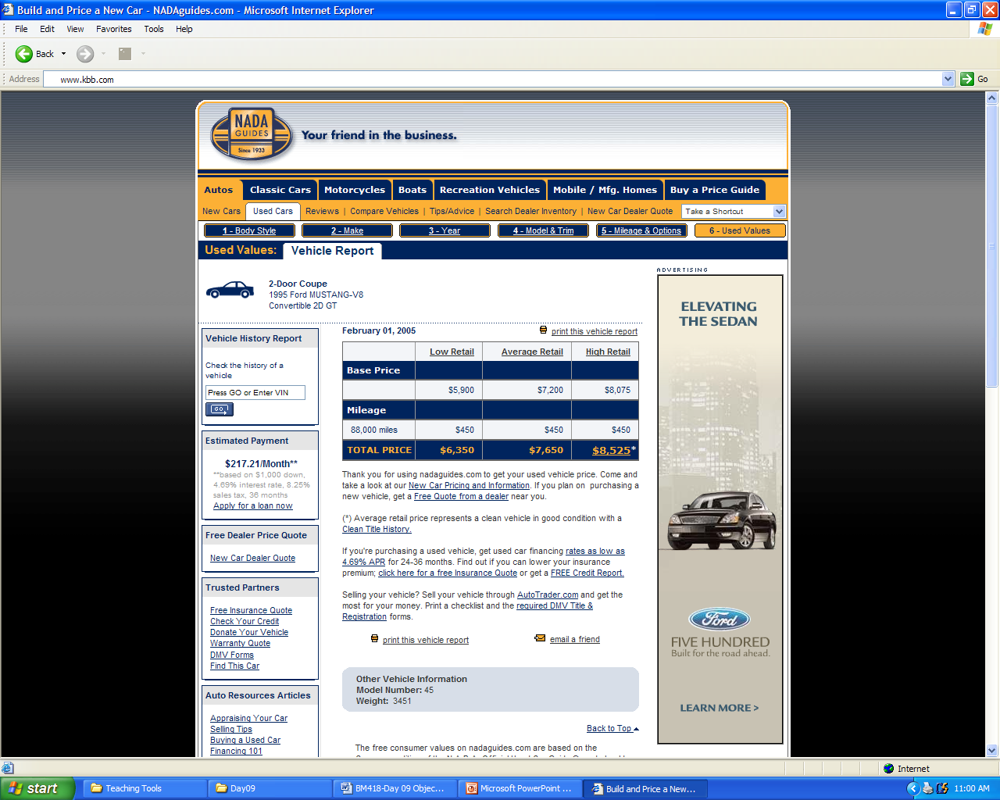 Build and Price a New Car - NADAguides.com - Microsoft Internet Explorer
File Edit View Favorites Tools Help
Back
Address www.kbb.com Go
NADA
GUIDES
Since 1933
Your friend in the business.
Autos Classic Cars Motorcycles Boats Recreation Vehicles Mobile / Mfg. Homes Buy a Price Guide
New Cars Used Cars Reviews | Compare Vehicles | Tips/Advice | Search Dealer Inventory | New Car Dealer Quote Take a Shortcut
1 - Body Style 2 - Make 3 - Year 4 - Model & Trim 5 - Mileage & Options 6 - Used Values
Used Values: Vehicle Report
ADVERTISING
2-Door Coupe
1995 Ford MUSTANG-V8
Convertible 2D GT
February 01, 2005 print this vehicle report
Low Retail Average Retail High Retail
Base Price
$5,900 $7,200 $8,075
Mileage
88,000 miles $450 $450 $450
TOTAL PRICE $6,350 $7,650 $8,525*
Thank you for using nadaguides.com to get your used vehicle price. Come and
take a look at our New Car Pricing and Information. If you plan on purchasing a
new vehicle, get a Free Quote from a dealer near you.
(*) Average retail price represents a clean vehicle in good condition with a
Clean Title History.
If you're purchasing a used vehicle, get used car financing rates as low as
4.69% APR for 24-36 months. Find out if you can lower your insurance
premium; click here for a free Insurance Quote or get a FREE Credit Report.
Selling your vehicle? Sell your vehicle through AutoTrader.com and get the
most for your money. Print a checklist and the required DMV Title &
Registration forms.
print this vehicle report email a friend
Other Vehicle Information
Model Number: 45
Weight: 3451
Back to Top
The free consumer values on nadaguides.com are based on the
Vehicle History Report
Check the history of a
vehicle
Press GO or Enter VIN
GO
Estimated Payment
$217.21/Month**
**based on $1,000 down,
4.69% interest rate, 8.25%
sales tax, 36 months
Apply for a loan now
Free Dealer Price Quote
New Car Dealer Quote
Trusted Partners
Free Insurance Quote
Check Your Credit
Donate Your Vehicle
Warranty Quote
DMV Forms
Find This Car
Auto Resources Articles
Appraising Your Car
Selling Tips
Buying a Used Car
Financing 101
ELEVATING
THE SEDAN
Ford
FIVE HUNDRED
Built for the road ahead.
LEARN MORE >
Internet
start Teaching Tools Day09 BM418-Day 09 Objec... Microsoft PowerPoint ... Build and Price a New... 11:00 AM